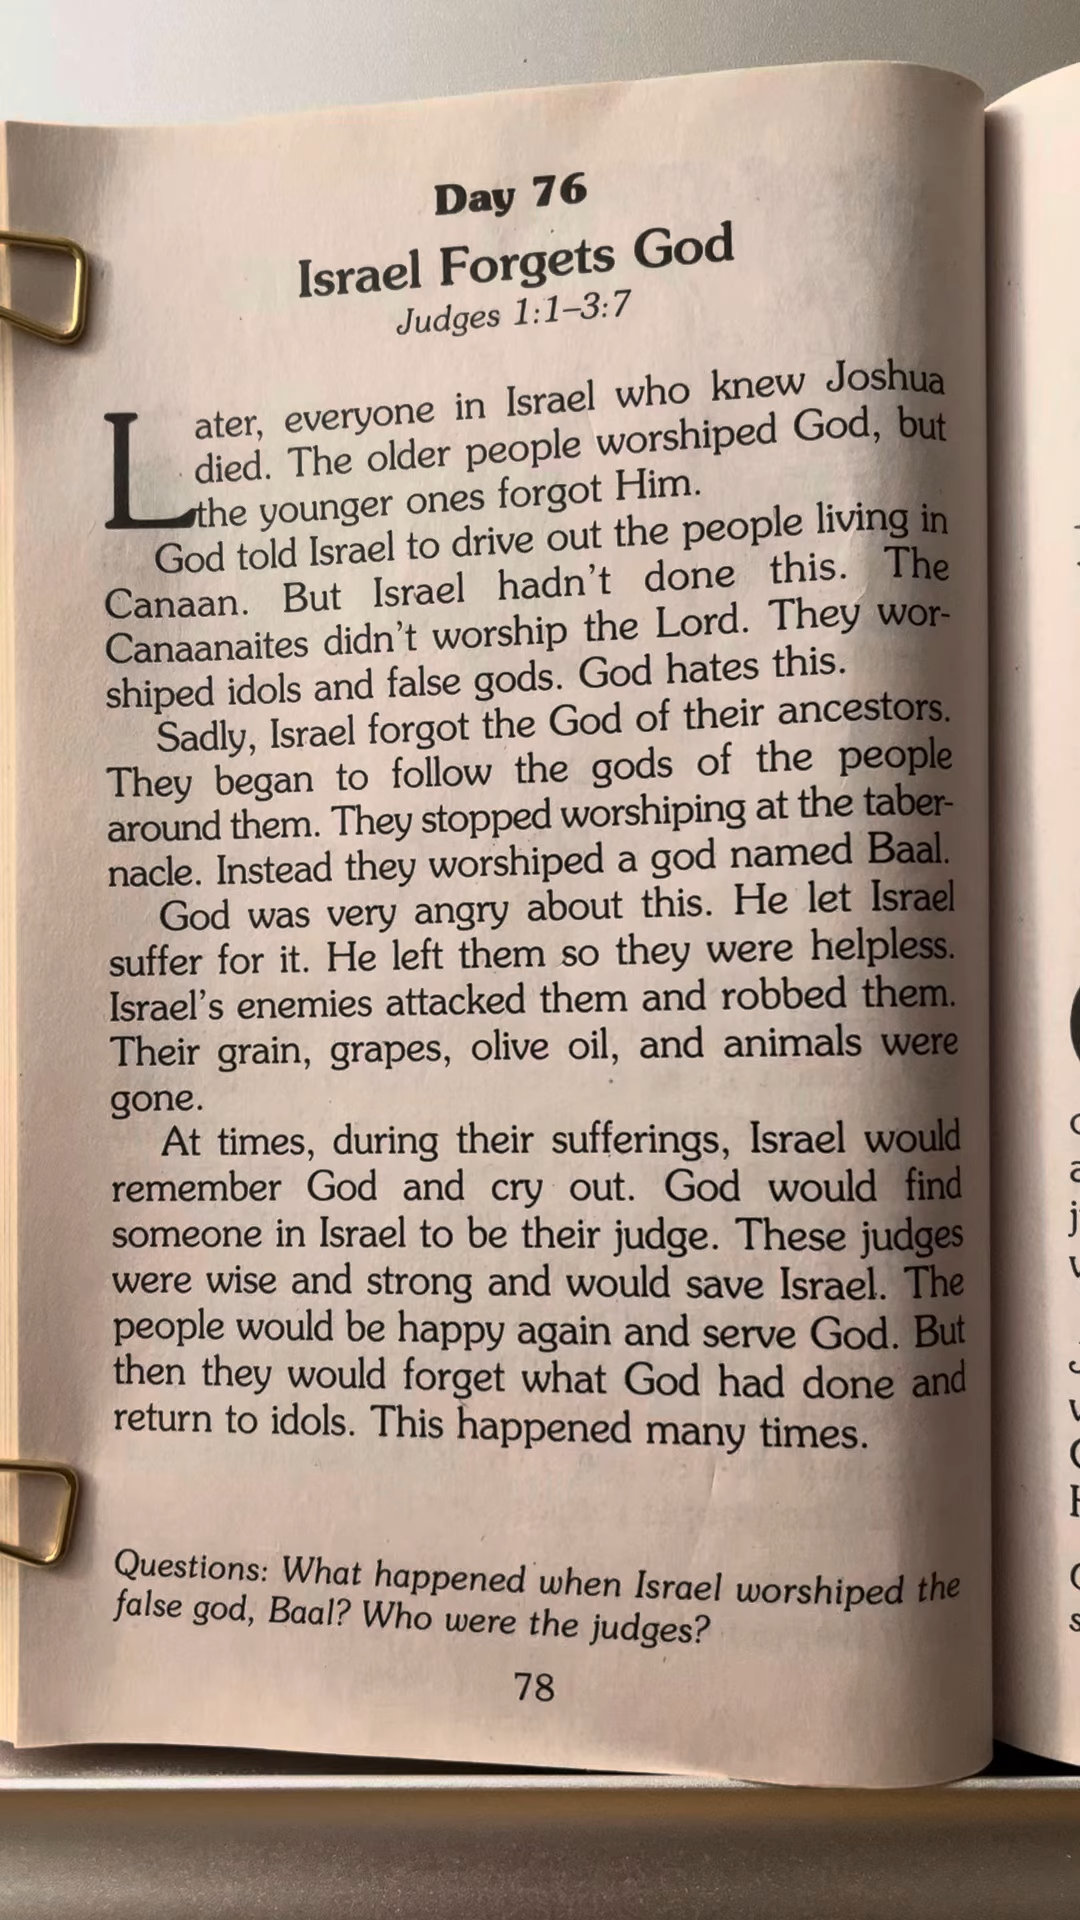 Day 76
Israel Forgets God
Judges 1:1–3:7
Later, everyone in Israel who knew Joshua
died. The older people worshiped God, but
the younger ones forgot Him.
God told Israel to drive out the people living in
Canaan. But Israel hadn't done this. The
Canaanaites didn't worship the Lord. They wor-
shiped idols and false gods. God hates this.
Sadly, Israel forgot the God of their ancestors.
They began to follow the gods of the people
around them. They stopped worshiping at the taber-
nacle. Instead they worshiped a god named Baal.
God was very angry about this. He let Israel
suffer for it. He left them so they were helpless.
Israel's enemies attacked them and robbed them.
Their grain, grapes, olive oil, and animals were
gone.
At times, during their sufferings, Israel would
remember God and cry out. God would find
someone in Israel to be their judge. These judges
were wise and strong and would save Israel. The
people would be happy again and serve God. But
then they would forget what God had done and
return to idols. This happened many times.
Questions: What happened when Israel worshiped the
false god, Baal? Who were the judges?
78